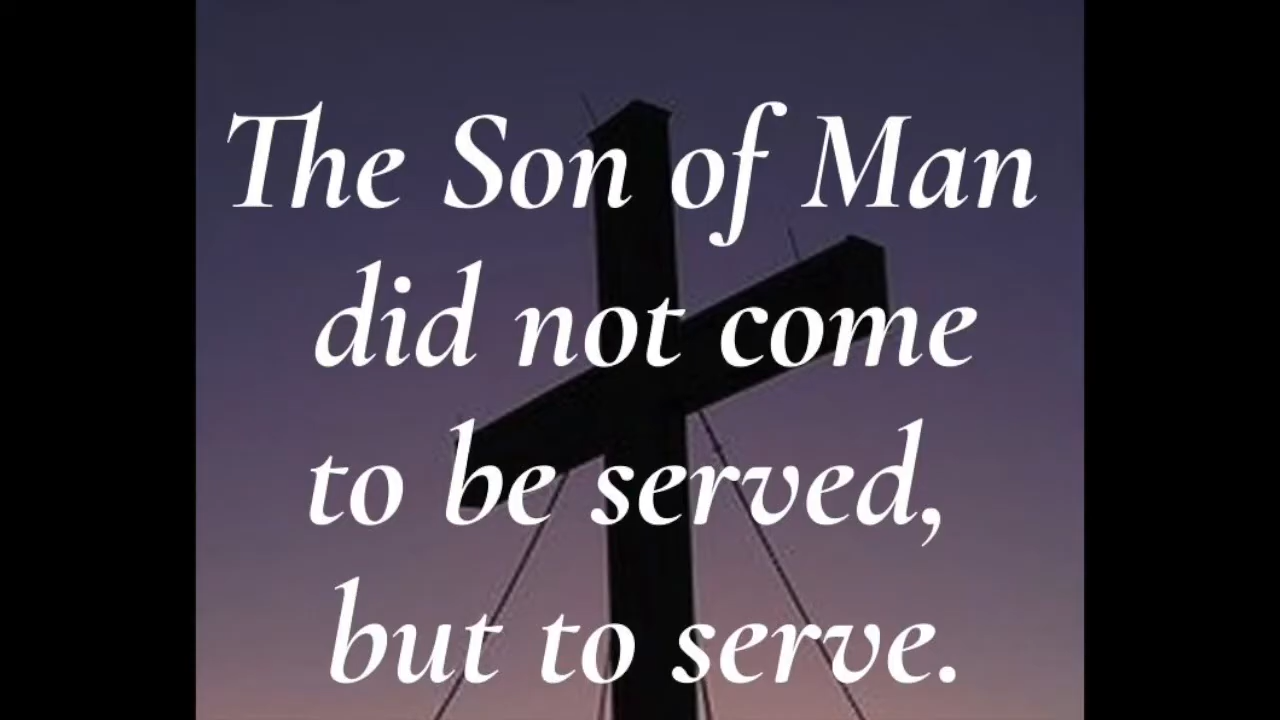 The Son of Man
did not come
to be served,
but to serve.